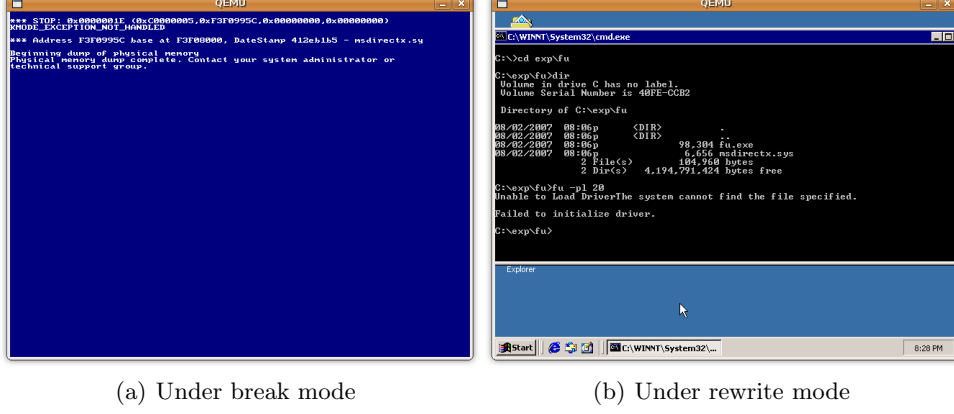 QEMU
*** STOP: 0x0000001E (0xC0000005,0xF3F0995C,0x00000000,0x00000000)
KMODE_EXCEPTION_NOT_HANDLED
*** Address F3F0995C base at F3F08000, DateStamp 412eb1b5 - msdirectx.sy
Beginning dump of physical memory
Physical memory dump complete. Contact your system administrator or
technical support group.
(a) Under break mode
QEMU
C:\WINNT\System32\cmd.exe
C:\>cd exp\fu
C:\exp\fu>dir
Volume in drive C has no label.
Volume Serial Number is 40FE-CCB2
Directory of C:\exp\fu
08/02/2007 08:06p <DIR> .
08/02/2007 08:06p <DIR> ..
08/02/2007 08:06p 98,304 fu.exe
08/02/2007 08:06p 6,656 msdirectx.sys
2 File(s) 104,960 bytes
2 Dir(s) 4,194,791,424 bytes free
C:\exp\fu>fu -pl 20
Unable to Load DriverThe system cannot find the file specified.
Failed to initialize driver.
C:\exp\fu>
Explorer
Start
C:\WINNT\System32\...
8:28 PM
(b) Under rewrite mode